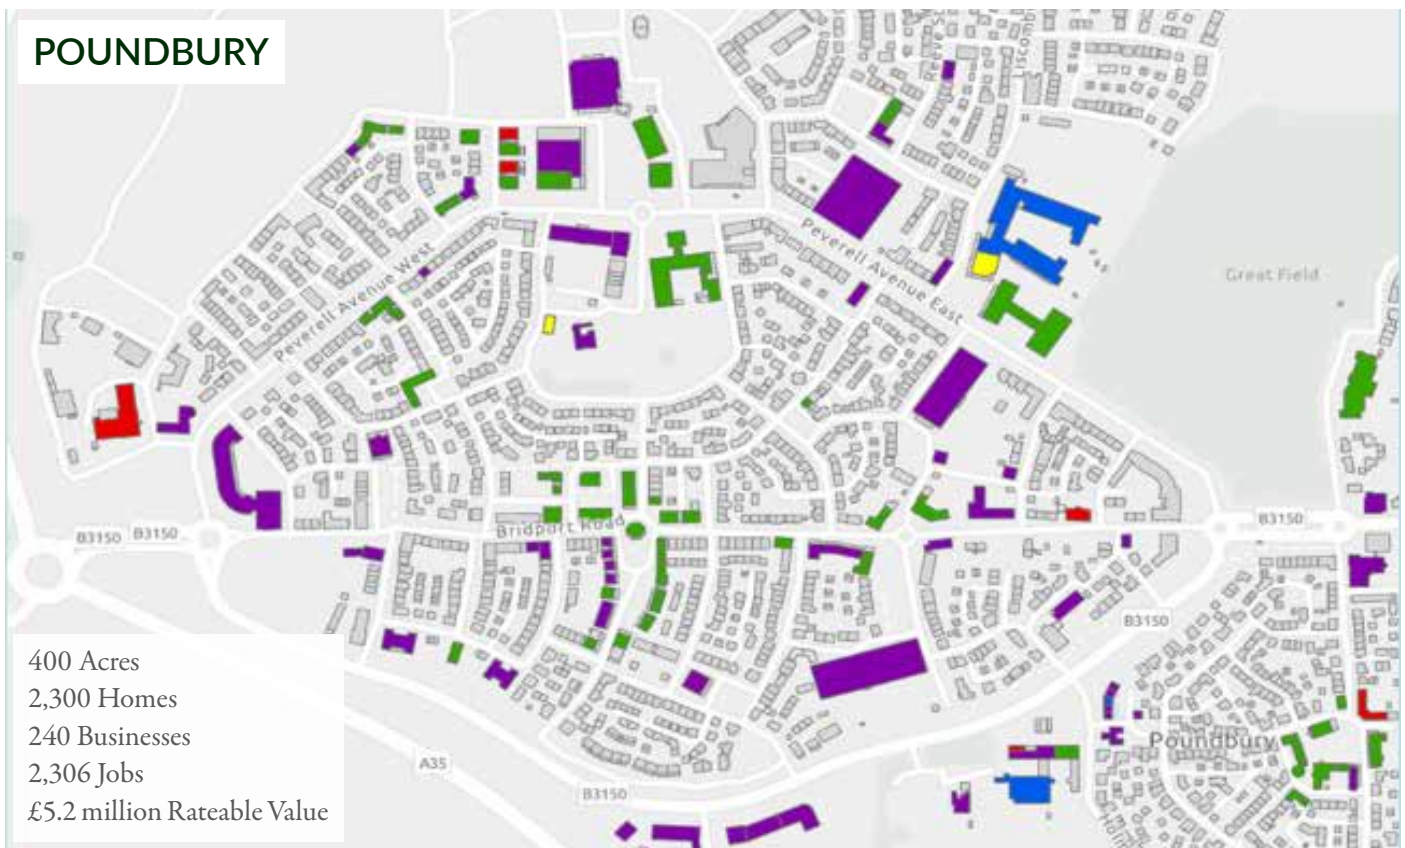 POUNDBURY
Liscomb
Peverell Avenue West
Peverell Avenue East
Great Field
B3150
B3150
Bridport Road
B3150
B3150
Poundbury
A35
B3150
400 Acres
2,300 Homes
240 Businesses
2,306 Jobs
£5.2 million Rateable Value